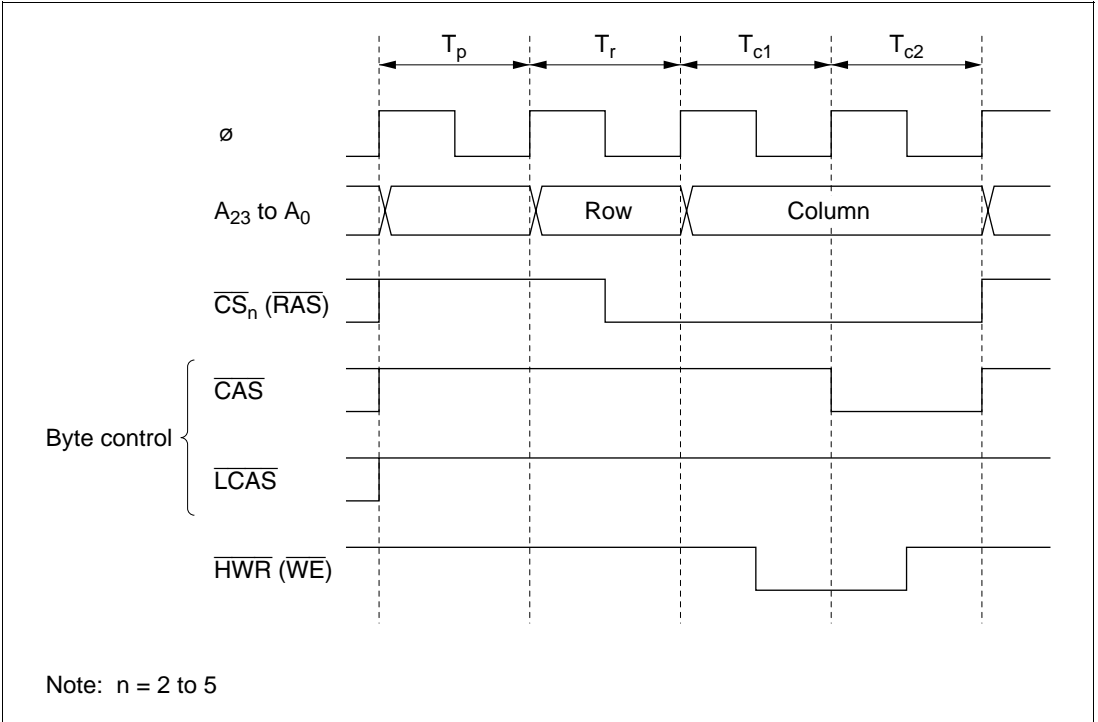 Tp Tr Tc1 Tc2
ø
A23 to A0 Row Column
CSn (RAS)
CAS
Byte control
LCAS
HWR (WE)
Note: n = 2 to 5